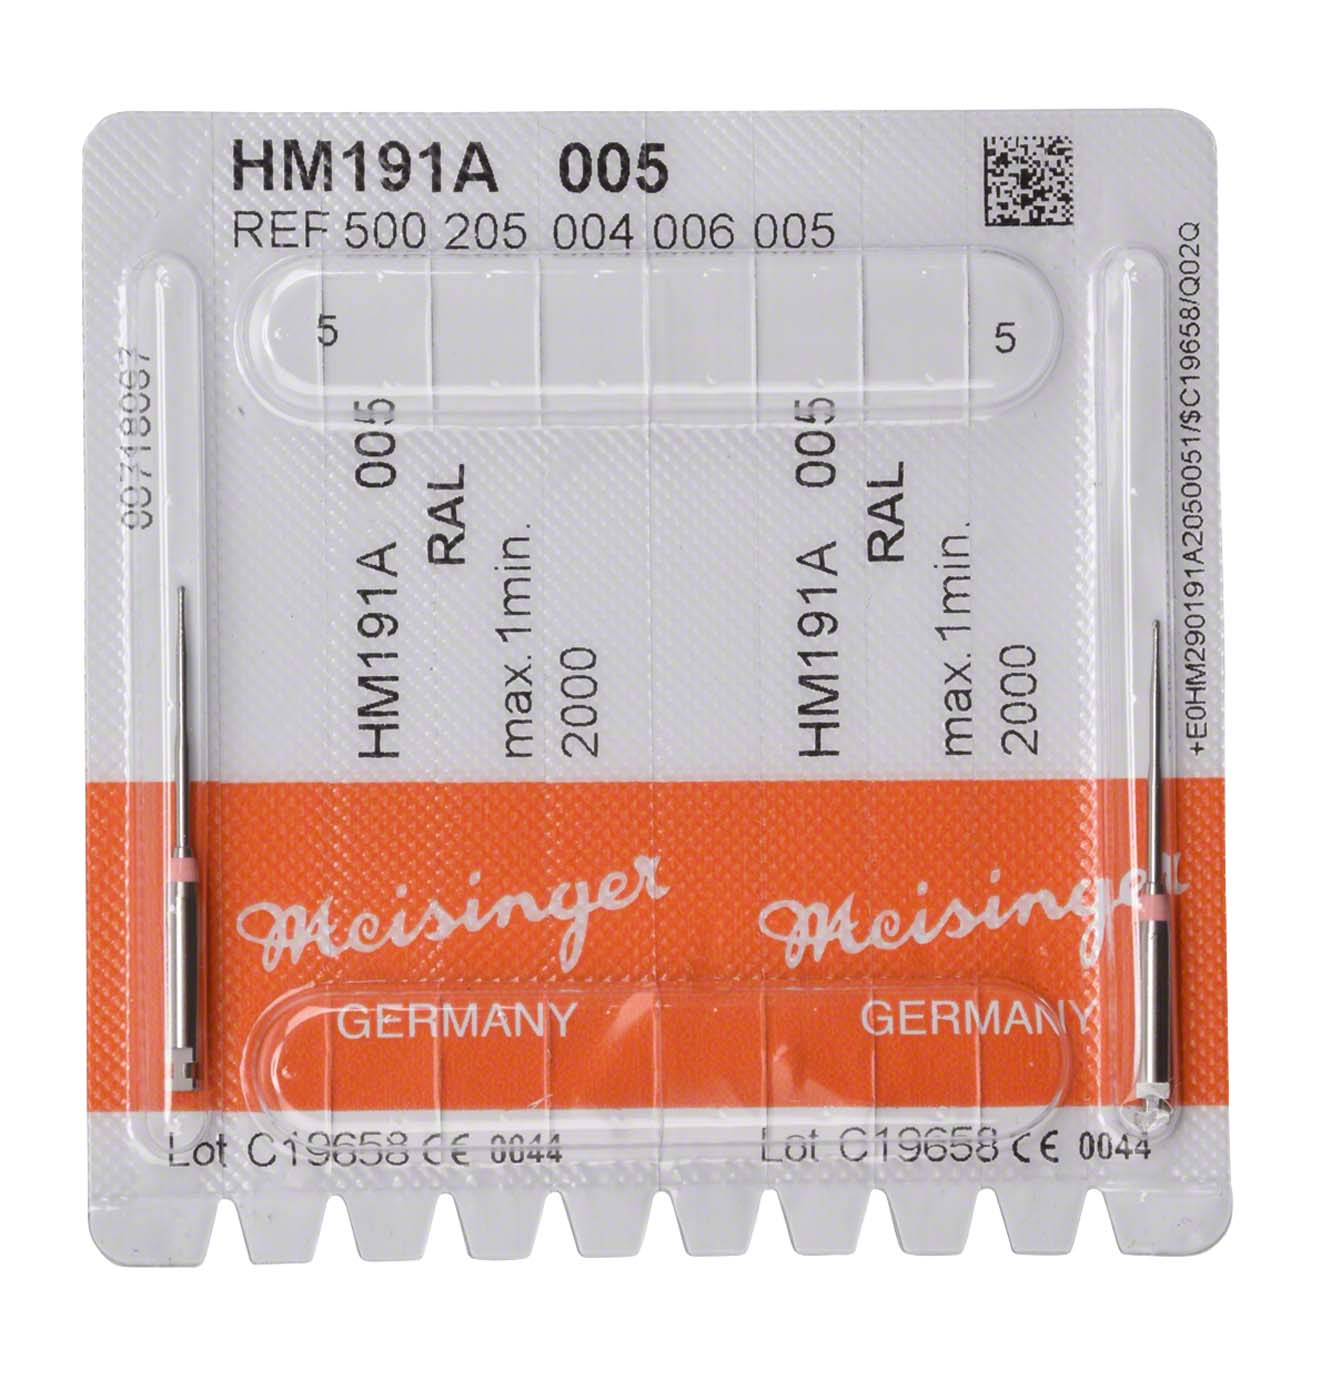 HM191A 005
REF 500 205 004 006 005
5
5
HM191A 005
RAL
max.1min.
2000
HM191A 005
RAL
max.1min.
2000
+E0HM290191A2050051/$C19658/Q02Q
Meisinger
GERMANY
Meisinger
GERMANY
Lot C19658 CE 0044
Lot C19658 CE 0044